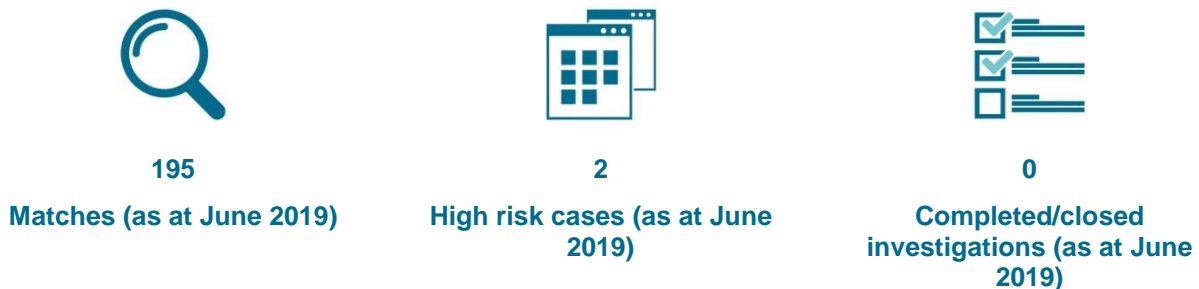 195
Matches (as at June 2019)
2
High risk cases (as at June
2019)
0
Completed/closed
investigations (as at June
2019)